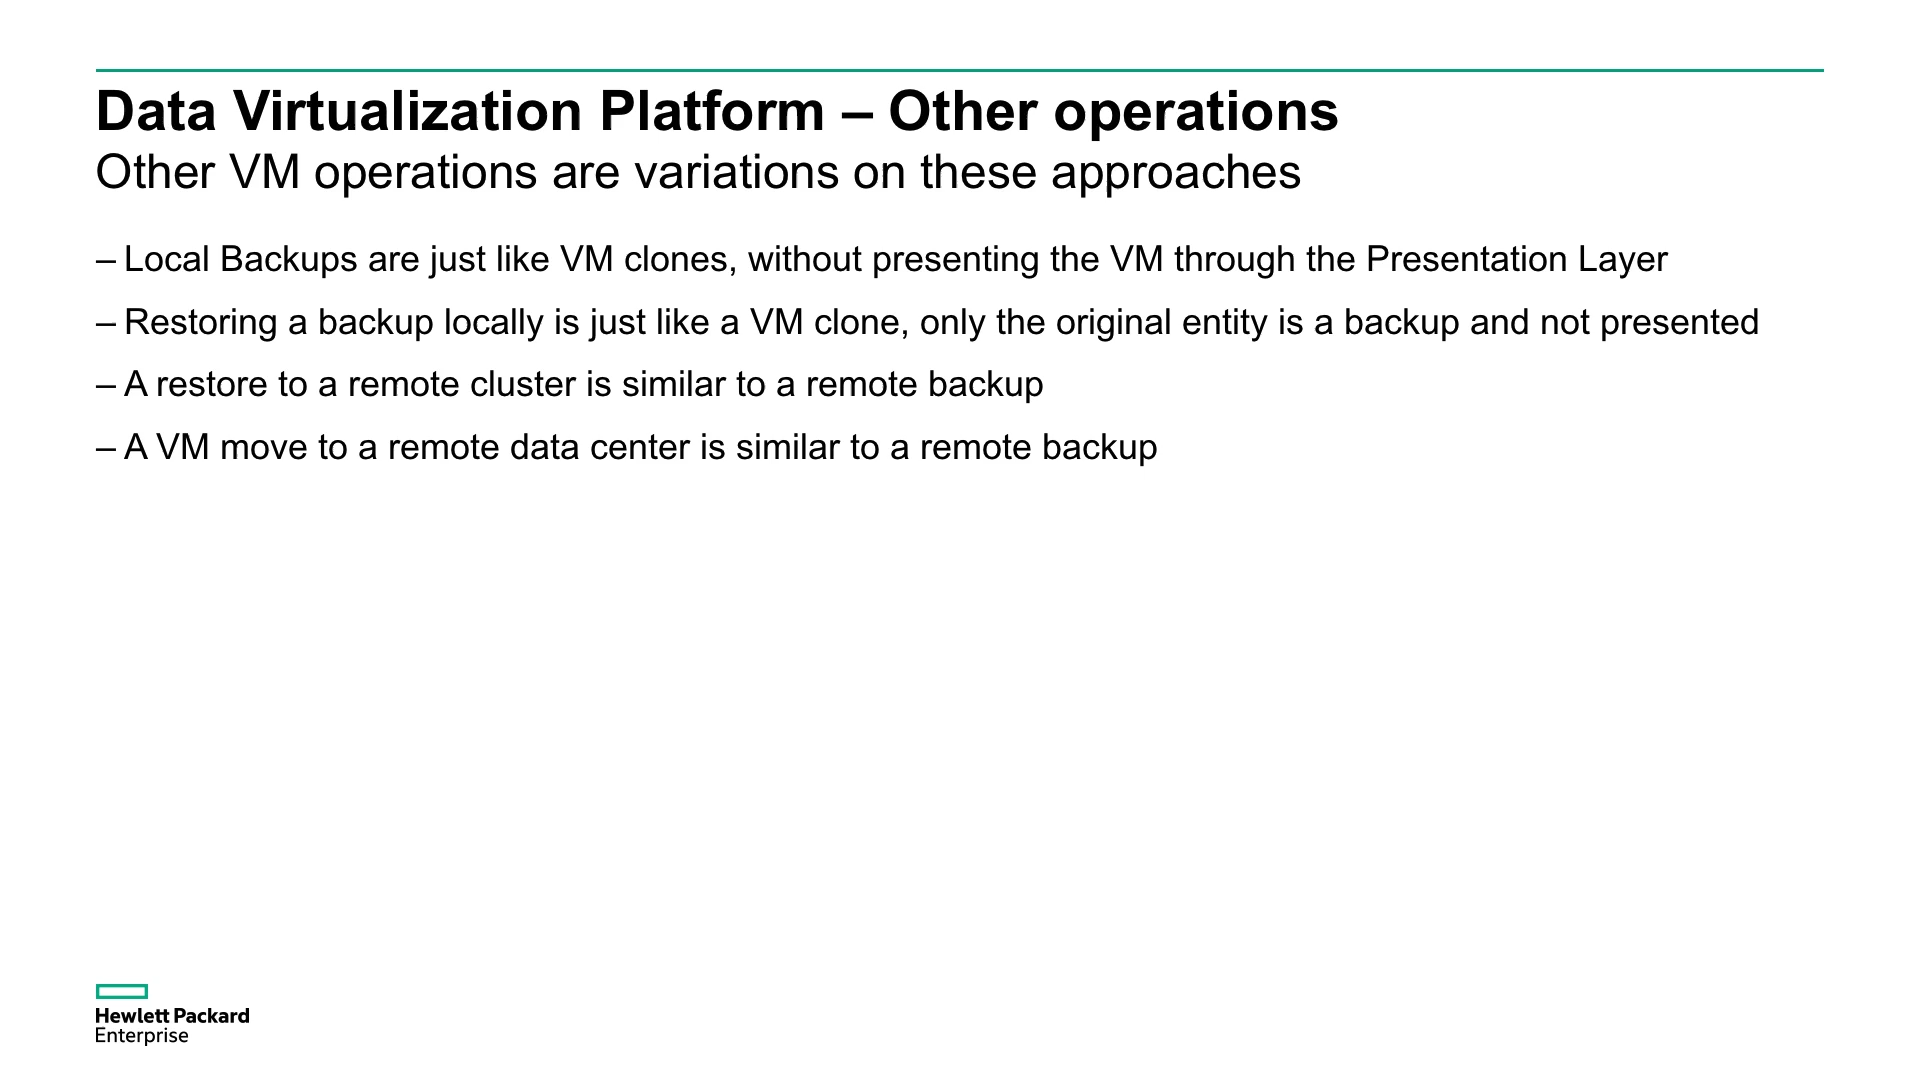 Data Virtualization Platform – Other operations
Other VM operations are variations on these approaches
– Local Backups are just like VM clones, without presenting the VM through the Presentation Layer
– Restoring a backup locally is just like a VM clone, only the original entity is a backup and not presented
– A restore to a remote cluster is similar to a remote backup
– A VM move to a remote data center is similar to a remote backup
Hewlett Packard
Enterprise